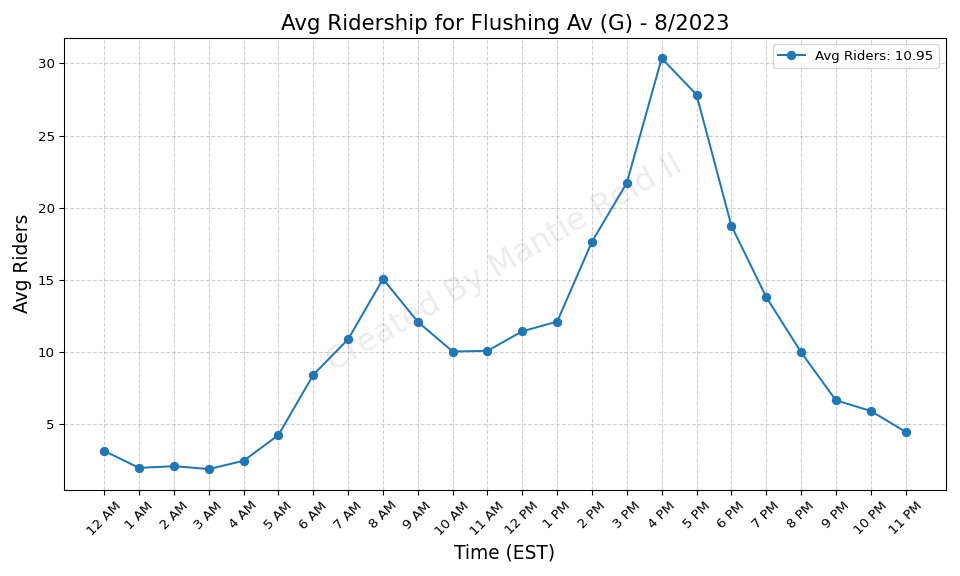 Avg Ridership for Flushing Av (G) - 8/2023
Avg Riders: 10.95
30
25
20
15
10
5
Avg Riders
Created By Mantie Reid II
12 AM
1 AM
2 AM
3 AM
4 AM
5 AM
6 AM
7 AM
8 AM
9 AM
10 AM
11 AM
12 PM
1 PM
2 PM
3 PM
4 PM
5 PM
6 PM
7 PM
8 PM
9 PM
10 PM
11 PM
Time (EST)